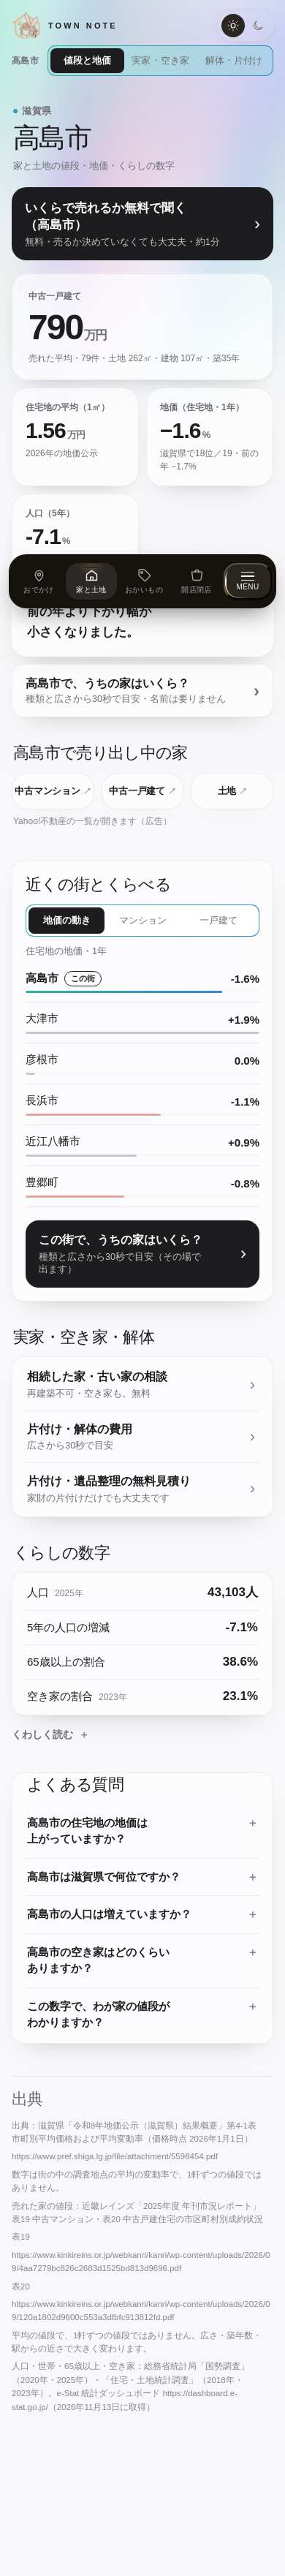 TOWN NOTE
高島市
値段と地価
実家・空き家
解体・片付け
滋賀県
高島市
家と土地の値段・地価・くらしの数字
いくらで売れるか無料で聞く
（高島市）
無料・売るか決めていなくても大丈夫・約1分
›
中古一戸建て
790万円
売れた平均・79件・土地 262㎡・建物 107㎡・築35年
住宅地の平均（1㎡）
1.56万円
2026年の地価公示
地価（住宅地・1年）
−1.6%
滋賀県で18位／19・前の
年 −1.7%
人口（5年）
-7.1%
おでかけ
家と土地
おかいもの
開店閉店
MENU
前の年より下がり幅が
小さくなりました。
高島市で、うちの家はいくら？
種類と広さから30秒で目安・名前は要りません
›
高島市で売り出し中の家
中古マンション ↗
中古一戸建て ↗
土地 ↗
Yahoo!不動産の一覧が開きます（広告）
近くの街とくらべる
地価の動き
マンション
一戸建て
住宅地の地価・1年
高島市 この街 -1.6%
大津市 +1.9%
彦根市 0.0%
長浜市 -1.1%
近江八幡市 +0.9%
豊郷町 -0.8%
この街で、うちの家はいくら？
種類と広さから30秒で目安（その場で
出ます）
›
実家・空き家・解体
相続した家・古い家の相談
再建築不可・空き家も。無料
›
片付け・解体の費用
広さから30秒で目安
›
片付け・遺品整理の無料見積り
家財の片付けだけでも大丈夫です
›
くらしの数字
人口 2025年 43,103人
5年の人口の増減 -7.1%
65歳以上の割合 38.6%
空き家の割合 2023年 23.1%
くわしく読む +
よくある質問
高島市の住宅地の地価は
上がっていますか？ +
高島市は滋賀県で何位ですか？ +
高島市の人口は増えていますか？ +
高島市の空き家はどのくらい
ありますか？ +
この数字で、わが家の値段が
わかりますか？ +
出典
出典：滋賀県「令和8年地価公示（滋賀県）結果概要」第4-1表
市町別平均価格および平均変動率（価格時点 2026年1月1日）
https://www.pref.shiga.lg.jp/file/attachment/5598454.pdf
数字は街の中の調査地点の平均の変動率で、1軒ずつの値段では
ありません。
売れた家の値段：近畿レインズ「2025年度 年刊市況レポート」
表19 中古マンション・表20 中古戸建住宅の市区町村別成約状況
表19
https://www.kinkireins.or.jp/webkanri/kanri/wp-content/uploads/2026/0
9/4aa7279bc826c2683d1525bd813d9696.pdf
表20
https://www.kinkireins.or.jp/webkanri/kanri/wp-content/uploads/2026/0
9/120a1802d9600c553a3dfbfc913812fd.pdf
平均の値段で、1軒ずつの値段ではありません。広さ・築年数・
駅からの近さで大きく変わります。
人口・世帯・65歳以上・空き家：総務省統計局「国勢調査」
（2020年・2025年）・「住宅・土地統計調査」（2018年・
2023年）。e-Stat 統計ダッシュボード https://dashboard.e-
stat.go.jp/（2026年11月13日に取得）